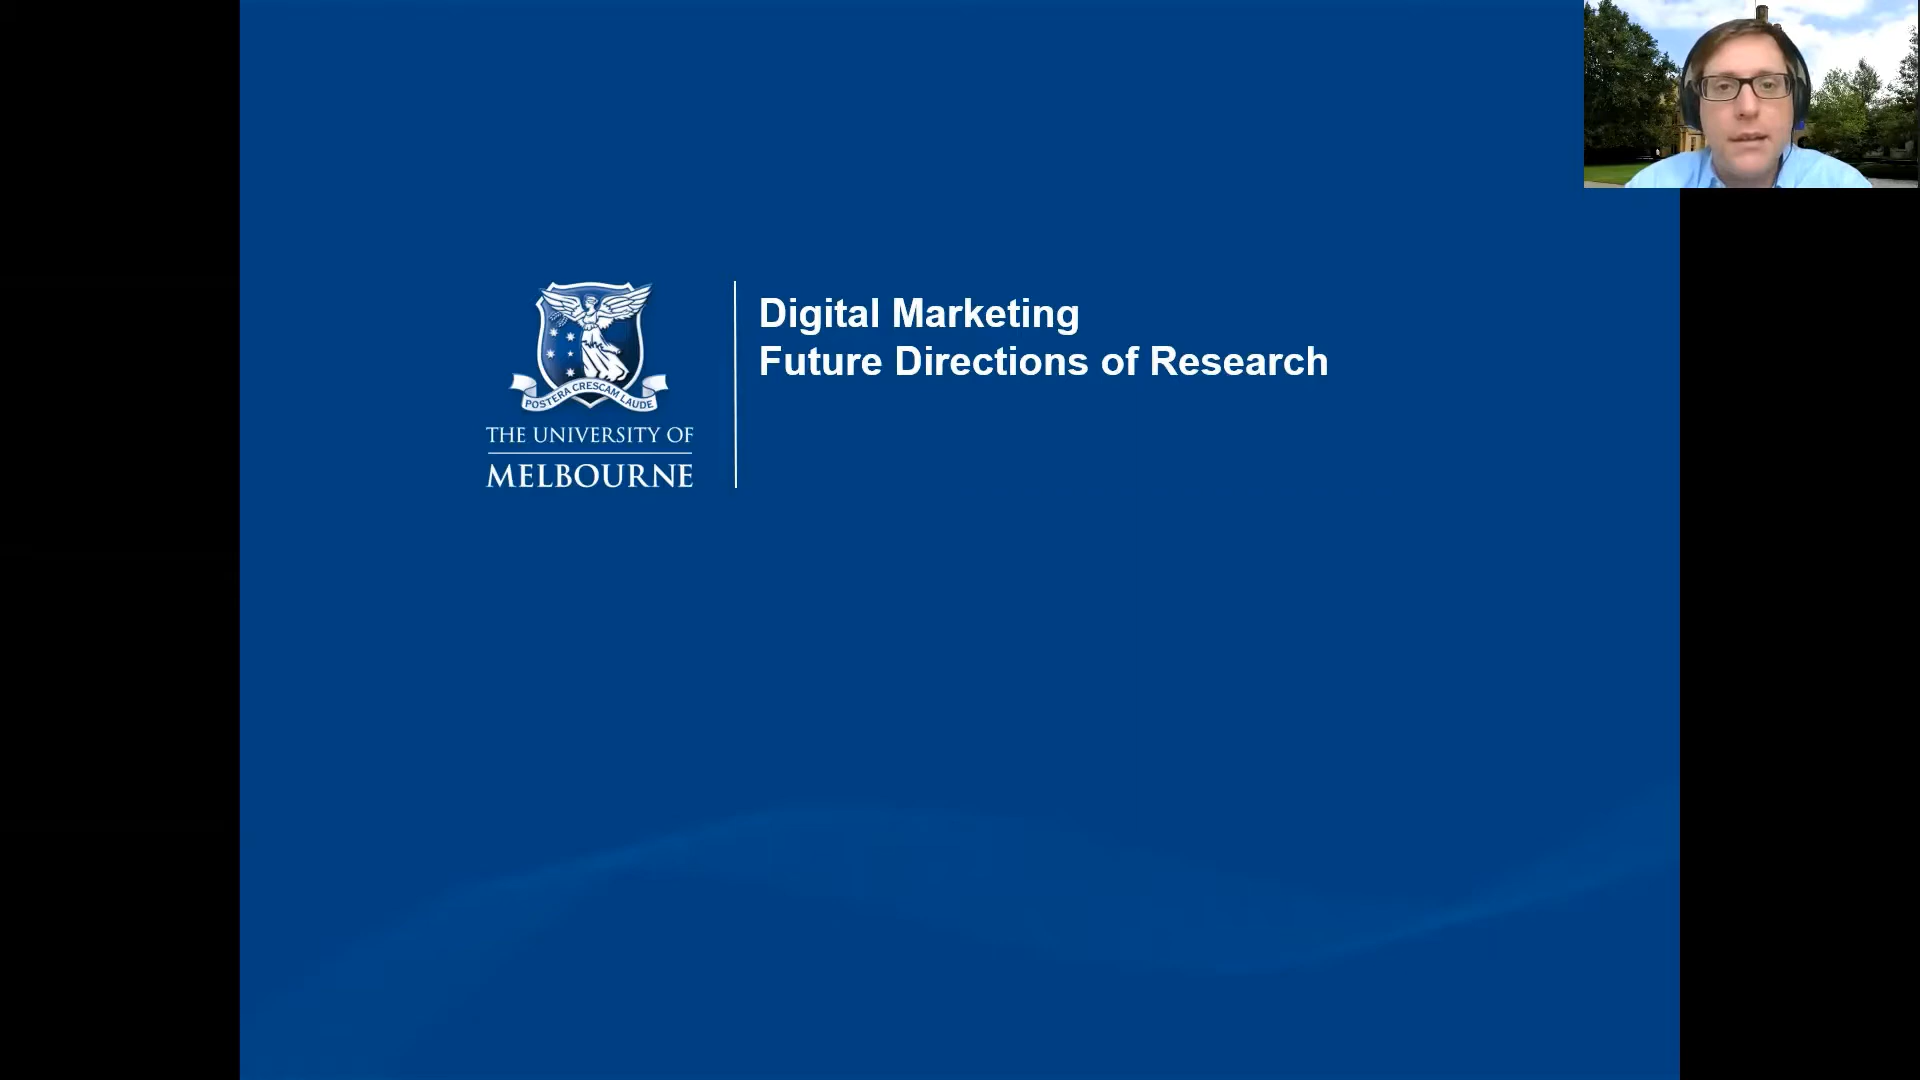 POSTERA CRESCAM LAUDE
THE UNIVERSITY OF
MELBOURNE
Digital Marketing
Future Directions of Research